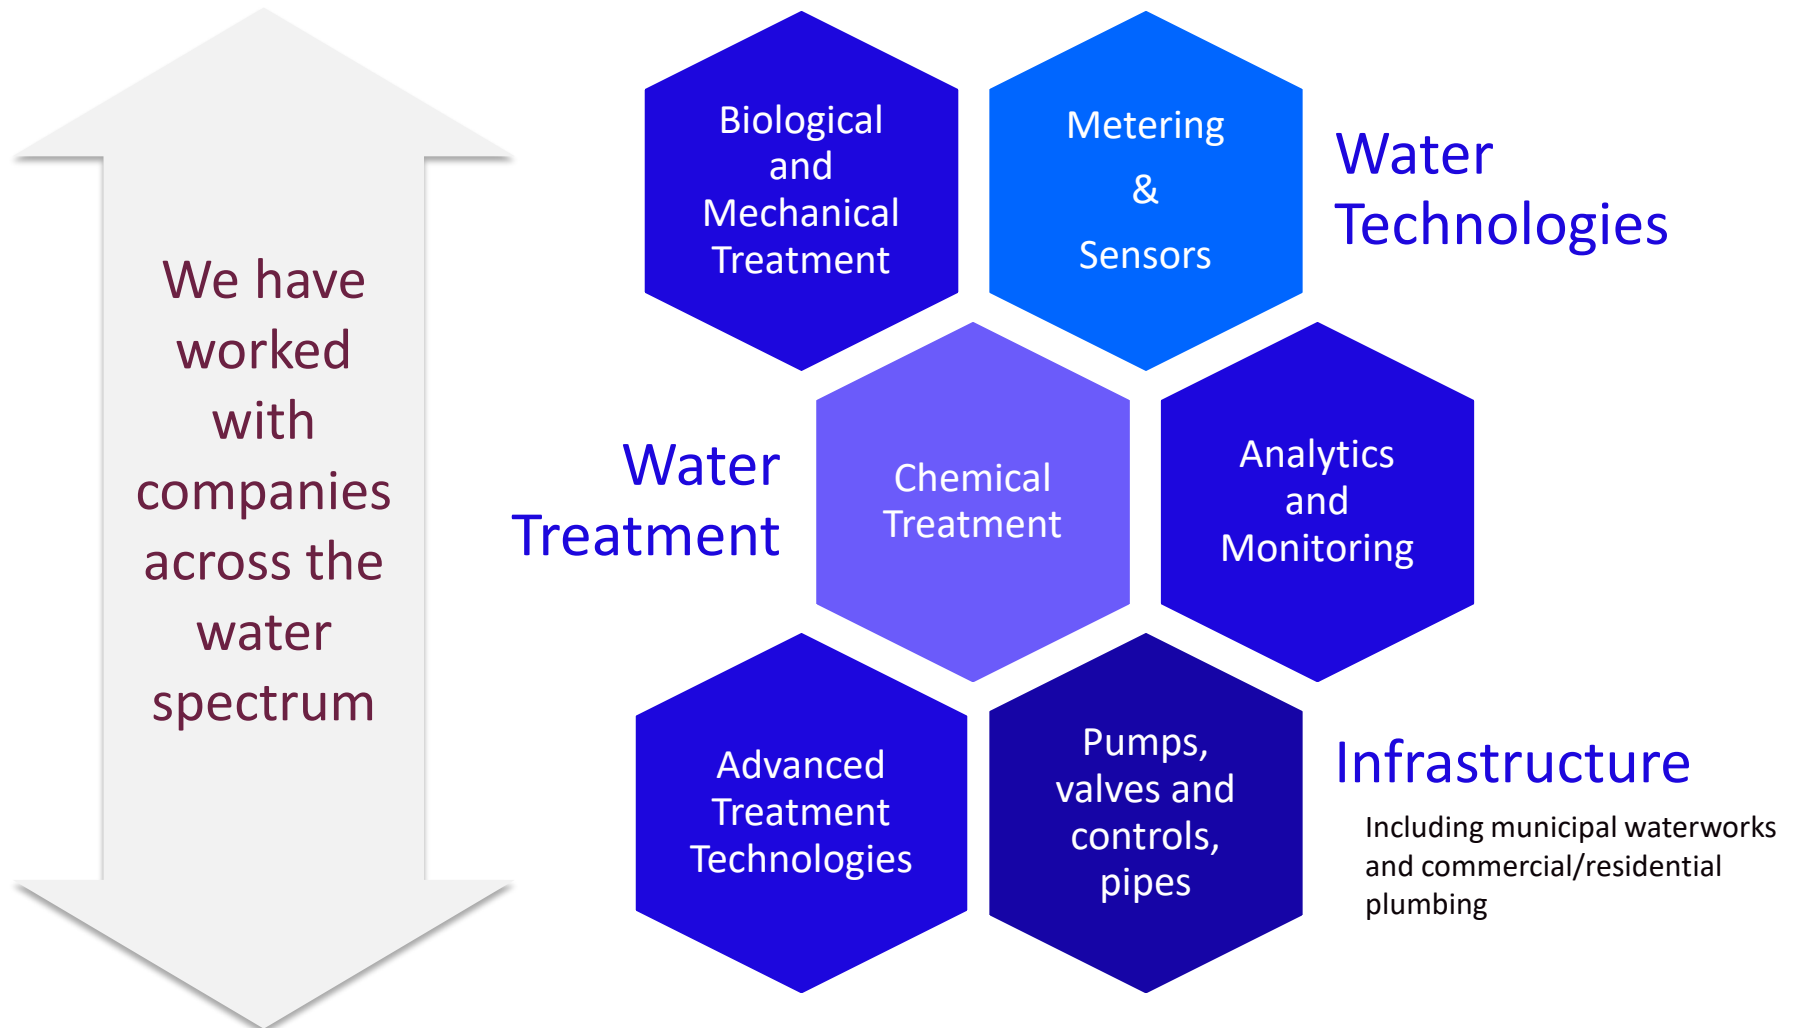 We have
worked
with
companies
across the
water
spectrum
Biological
and
Mechanical
Treatment
Metering
&
Sensors
Water
Technologies
Water
Treatment
Chemical
Treatment
Analytics
and
Monitoring
Advanced
Treatment
Technologies
Pumps,
valves and
controls,
pipes
Infrastructure
Including municipal waterworks
and commercial/residential
plumbing